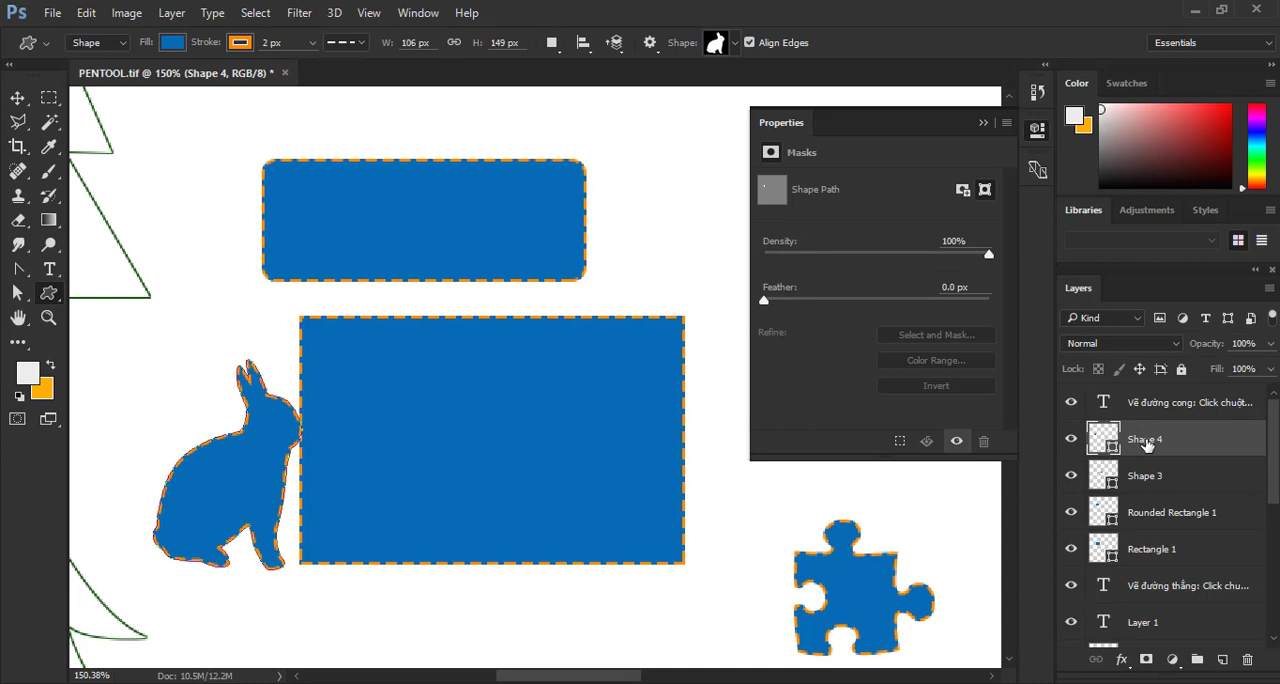 Ps File Edit Image Layer Type Select Filter 3D View Window Help
Shape Fill: Stroke: 2 px W: 106 px H: 149 px Shape: Align Edges Essentials
PENTOOL.tif @ 150% (Shape 4, RGB/8) *
Properties
Masks
Shape Path
Density: 100%
Feather: 0.0 px
Refine: Select and Mask...
Color Range...
Invert
Color Swatches
Libraries Adjustments Styles
Layers
Kind
Normal Opacity: 100%
Lock: Fill: 100%
Vẽ đường cong: Click chuột...
Shape 4
Shape 3
Rounded Rectangle 1
Rectangle 1
Vẽ đường thẳng: Click chu...
Layer 1
150.38% Doc: 10.5M/12.2M